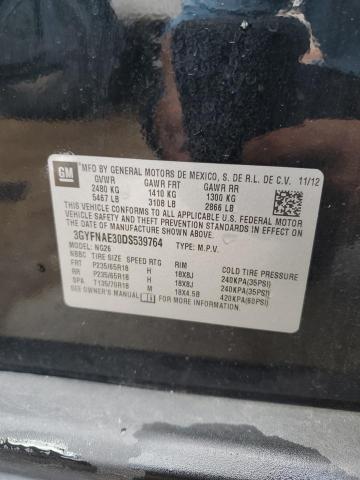 GM
MFD BY GENERAL MOTORS DE MEXICO, S. DE R.L. DE C.V. 11/12
GVWR GAWR FRT GAWR RR
2480 KG 1410 KG 1300 KG
5467 LB 3108 LB 2866 LB
THIS VEHICLE CONFORMS TO ALL APPLICABLE U.S. FEDERAL MOTOR
VEHICLE SAFETY, BUMPER, AND THEFT PREVENTION STANDARDS IN EFFECT ON THE
DATE OF MANUFACTURE SHOWN ABOVE.
3GYFNAE30DS539764 TYPE: M.P.V.
MODEL: NG26
NBBC TIRE SIZE SPEED RTG RIM COLD TIRE PRESSURE
FRT P235/65R18 H 18X8J 240KPA(35PSI)
RR P235/65R18 H 18X8J 240KPA(35PSI)
SPA T135/70R18 M 18X4.5B 420KPA(60PSI)
SEE OWNER'S MANUAL FOR ADDITIONAL INFORMATION.